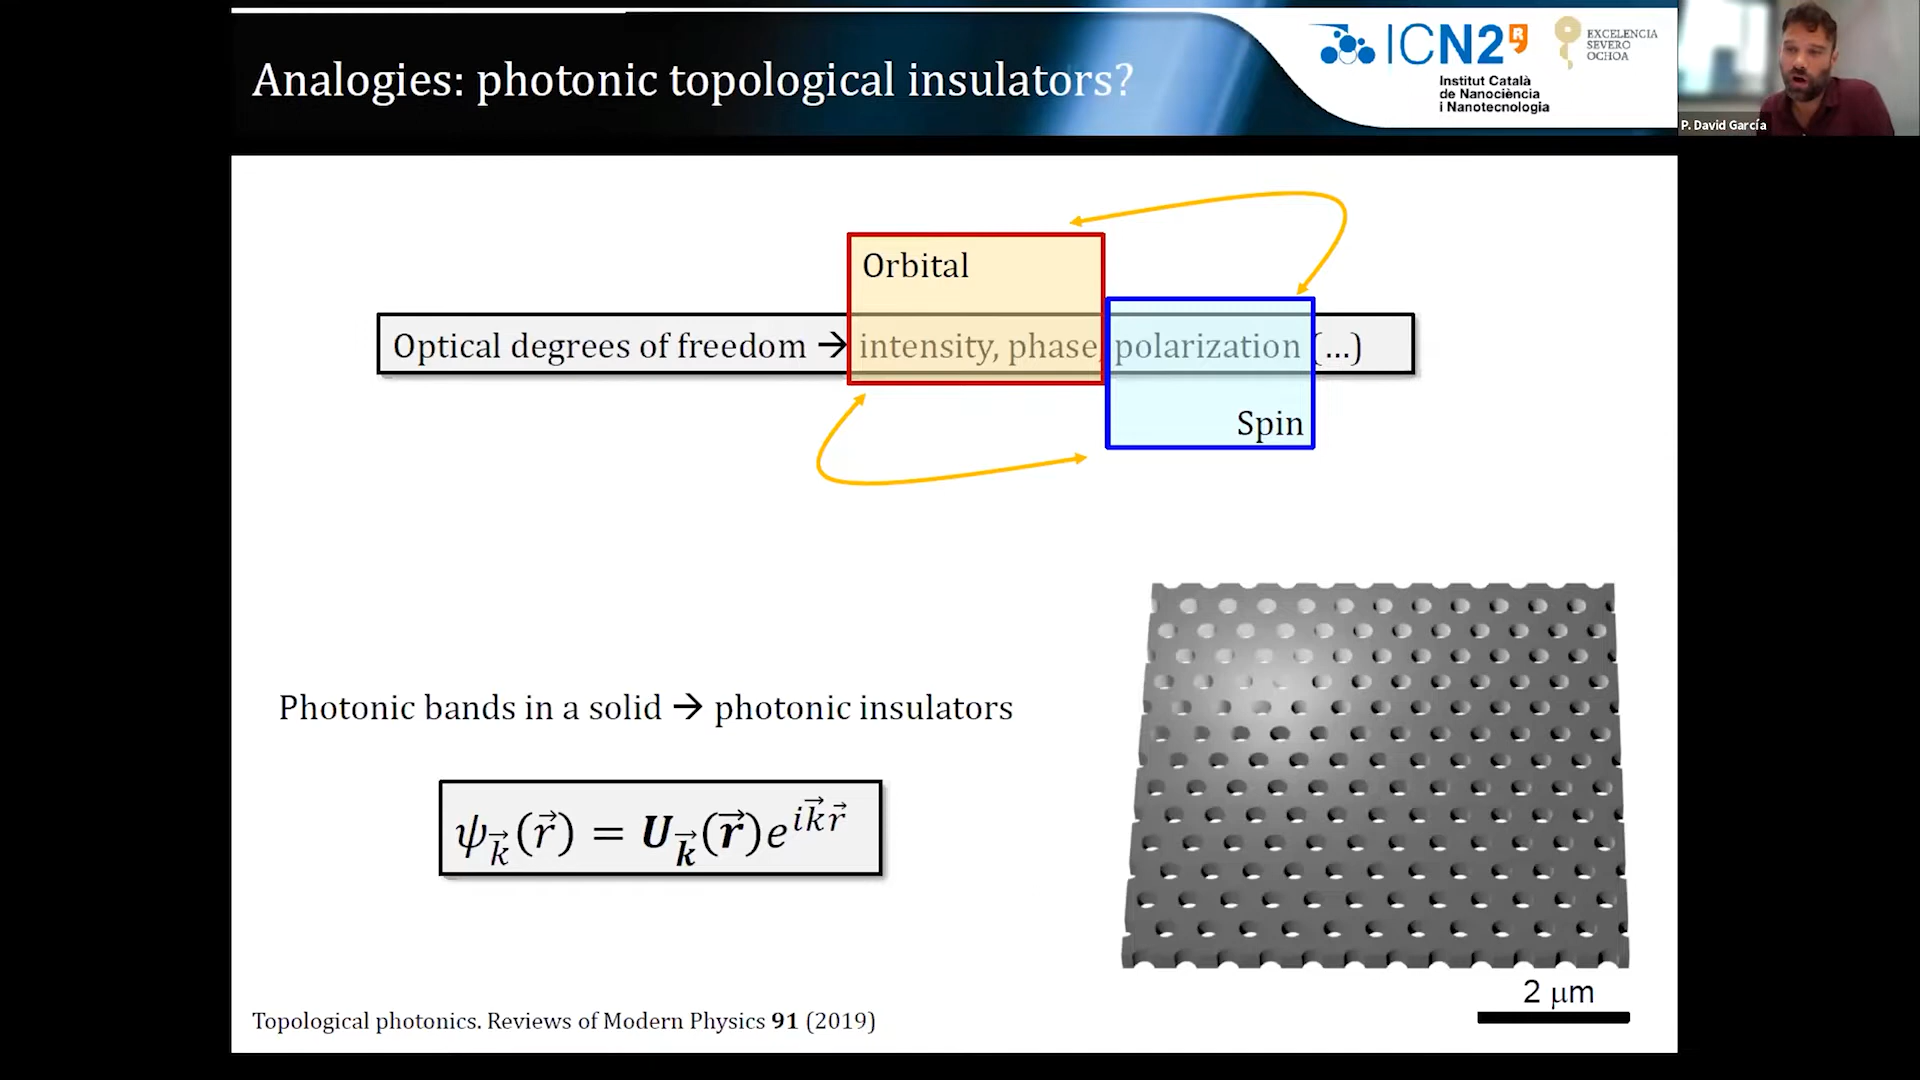 Analogies: photonic topological insulators?
ICN2
Institut Català
de Nanociència
i Nanotecnologia
EXCELENCIA
SEVERO
OCHOA
P. David García
Orbital
Optical degrees of freedom → intensity, phase, polarization (...)
Spin
Photonic bands in a solid → photonic insulators
ψ_k⃗(r⃗) = U_k⃗(r⃗)e^{ik⃗r⃗}
2 μm
Topological photonics. Reviews of Modern Physics 91 (2019)